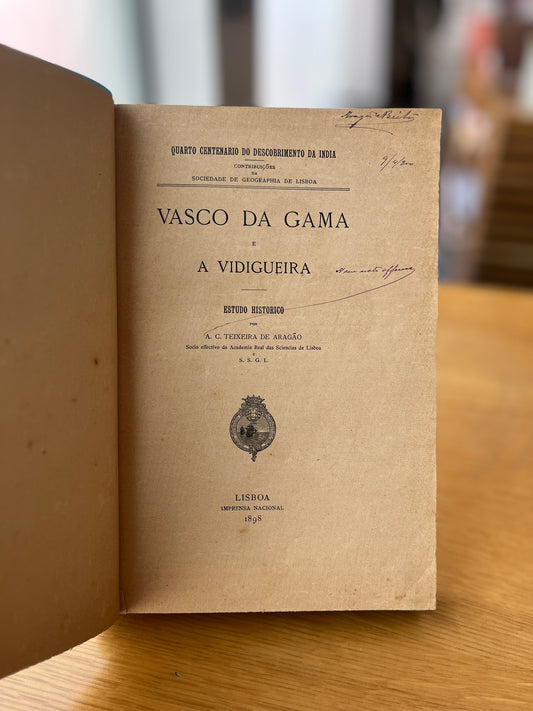 QUARTO CENTENARIO DO DESCOBRIMENTO DA INDIA
CONTRIBUIÇÕES
DA
SOCIEDADE DE GEOGRAPHIA DE LISBOA
VASCO DA GAMA
E
A VIDIGUEIRA
ESTUDO HISTORICO
POR
A. C. TEIXEIRA DE ARAGÃO
Socio effectivo da Academia Real das Sciencias de Lisboa
E
S. S. G. L.
LISBOA
IMPRENSA NACIONAL
1898